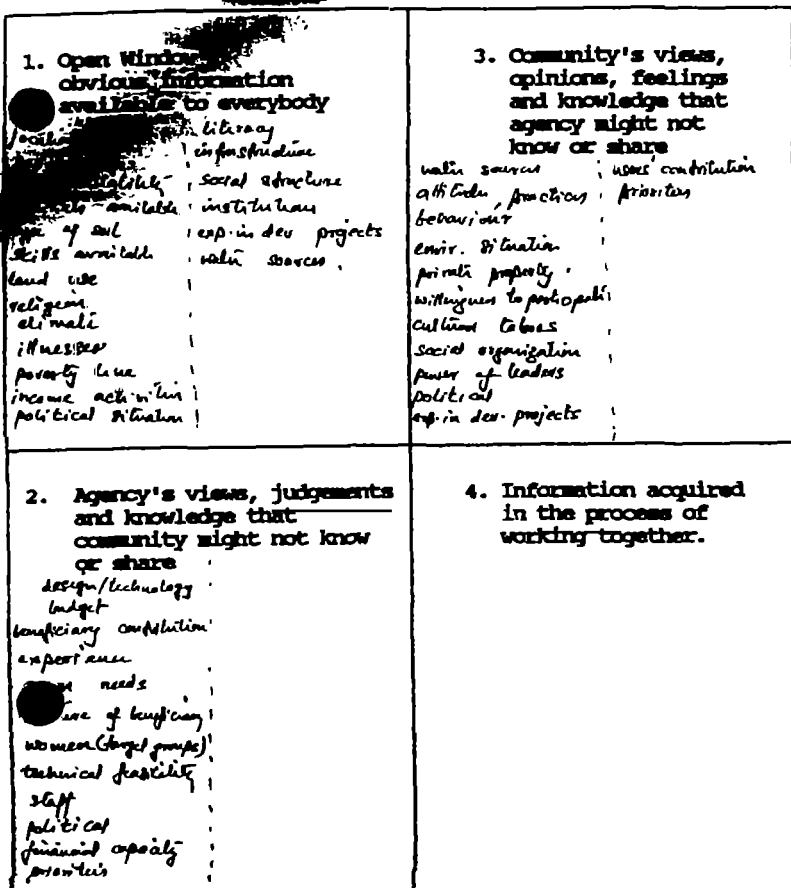 1. Open Window
obvious information
available to everybody
literacy
infrastructure
social structure
available
institutions
of soil
exp. in dev projects
skills available
water sources
land use
religion
climate
illnesses
poverty line
income activities
political situation
3. Community's views,
opinions, feelings
and knowledge that
agency might not
know or share
water sources
attitudes, practices
behaviour
envir. situation
private property
willingness to participate
cultural taboos
social organization
power of leaders
political
exp. in dev. projects
users' contribution
priorities
2. Agency's views, judgements
and knowledge that
community might not know
or share
design/technology
budget
beneficiary contribution
experience
needs
of beneficiary
women (target groups)
technical feasibility
staff
political
financial capacity
priorities
4. Information acquired
in the process of
working together.